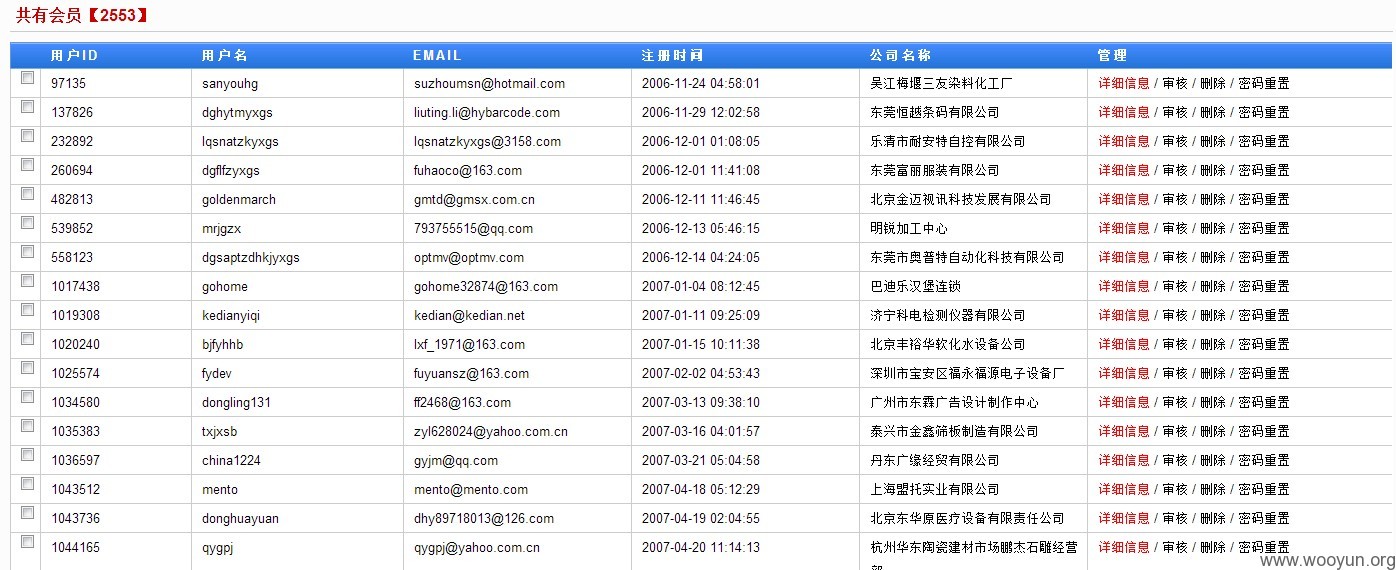 共有会员【2553】
用户ID 用户名 EMAIL 注册时间 公司名称 管理
97135 sanyouhg suzhoumsn@hotmail.com 2006-11-24 04:58:01 吴江梅堰三友染料化工厂 详细信息 / 审核 / 删除 / 密码重置
137826 dghytmyxgs liuting.li@hybarcode.com 2006-11-29 12:02:58 东莞恒越条码有限公司 详细信息 / 审核 / 删除 / 密码重置
232892 lqsnatzkyxgs lqsnatzkyxgs@3158.com 2006-12-01 01:08:05 乐清市耐安特自控有限公司 详细信息 / 审核 / 删除 / 密码重置
260694 dgflfzyxgs fuhaoco@163.com 2006-12-01 11:41:08 东莞富丽服装有限公司 详细信息 / 审核 / 删除 / 密码重置
482813 goldenmarch gmtd@gmsx.com.cn 2006-12-11 11:46:45 北京金迈视讯科技发展有限公司 详细信息 / 审核 / 删除 / 密码重置
539852 mrjgzx 793755515@qq.com 2006-12-13 05:46:15 明锐加工中心 详细信息 / 审核 / 删除 / 密码重置
558123 dgsaptzdhkjyxgs optmv@optmv.com 2006-12-14 04:24:05 东莞市奥普特自动化科技有限公司 详细信息 / 审核 / 删除 / 密码重置
1017438 gohome gohome32874@163.com 2007-01-04 08:12:45 巴迪乐汉堡连锁 详细信息 / 审核 / 删除 / 密码重置
1019308 kedianyiqi kedian@kedian.net 2007-01-11 09:25:09 济宁科电检测仪器有限公司 详细信息 / 审核 / 删除 / 密码重置
1020240 bjfyhhb lxf_1971@163.com 2007-01-15 10:11:38 北京丰裕华软化水设备公司 详细信息 / 审核 / 删除 / 密码重置
1025574 fydev fuyuansz@163.com 2007-02-02 04:53:43 深圳市宝安区福永福源电子设备厂 详细信息 / 审核 / 删除 / 密码重置
1034580 dongling131 ff2468@163.com 2007-03-13 09:38:10 广州市东霖广告设计制作中心 详细信息 / 审核 / 删除 / 密码重置
1035383 txjxsb zyl628024@yahoo.com.cn 2007-03-16 04:01:57 泰兴市金鑫筛板制造有限公司 详细信息 / 审核 / 删除 / 密码重置
1036597 china1224 gyjm@qq.com 2007-03-21 05:04:58 丹东广缘经贸有限公司 详细信息 / 审核 / 删除 / 密码重置
1043512 mento mento@mento.com 2007-04-18 05:12:29 上海盟托实业有限公司 详细信息 / 审核 / 删除 / 密码重置
1043736 donghuayuan dhy89718013@126.com 2007-04-19 02:04:55 北京东华原医疗设备有限责任公司 详细信息 / 审核 / 删除 / 密码重置
1044165 qygpj qygpj@yahoo.com.cn 2007-04-20 11:14:13 杭州华东陶瓷建材市场鹏杰石雕经营 详细信息 / 审核 / 删除 / 密码重置
www.wooyun.org